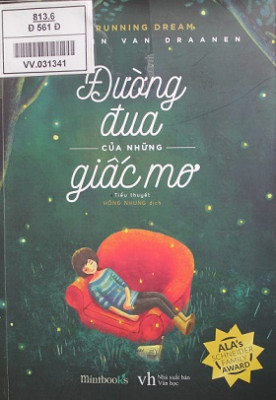 813.6
Đ 561 Đ
VV.031341
RUNNING DREAM
VAN DRAANEN
Đường
đua
CỦA NHỮNG
giấc mơ
Tiểu thuyết
HỒNG NHUNG dịch
ALA's
SCHNEIDER
FAMILY
AWARD
Mintbooks
vh Nhà xuất bản
Văn học